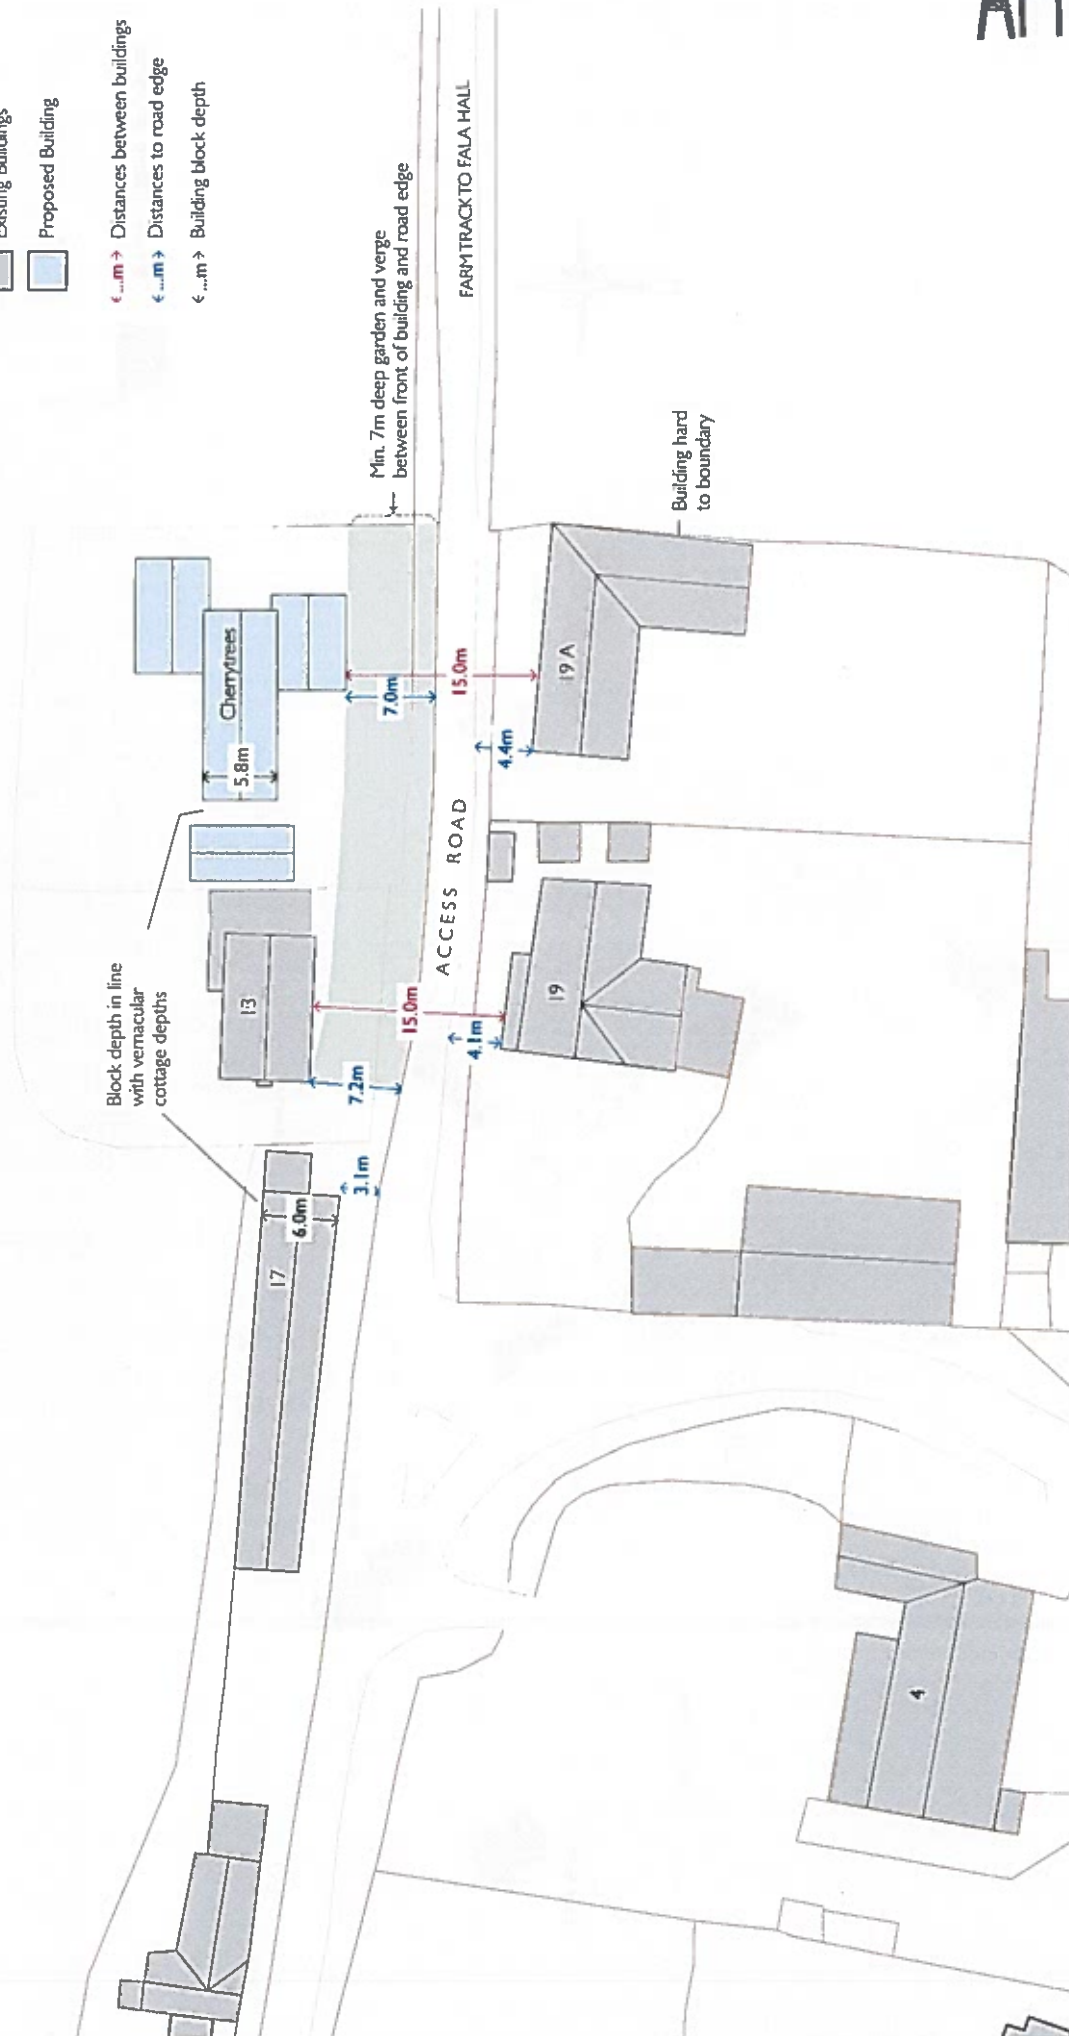 Existing Buildings
Proposed Building
<...m> Distances between buildings
<...m> Distances to road edge
<...m> Building block depth
Min. 7m deep garden and verge
between front of building and road edge
FARM TRACK TO FALA HALL
Building hard
to boundary
Cherrytrees
5.8m
7.0m
15.0m
4.4m
19 A
ACCESS ROAD
Block depth in line
with vernacular
cottage depths
13
15.0m
7.2m
4.1m
19
3.1m
6.0m
17
4